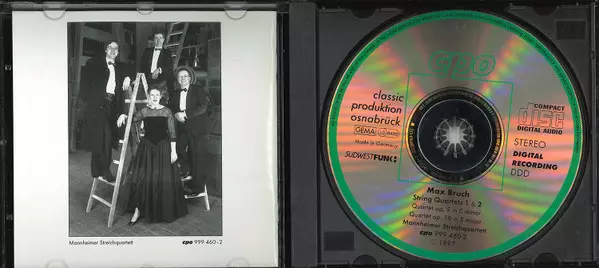 Mannheimer Streichquartett
cpo 999 460-2
cpo
classic
produktion
osnabrück
GEMA
Made in Germany
SÜDWESTFUNK
COMPACT
disc
DIGITAL AUDIO
STEREO
DIGITAL
RECORDING
DDD
Max Bruch
String Quartets 1 & 2
Quartet op. 9 in C minor
Quartet op. 10 in E major
Mannheimer Streichquartett
cpo 999 460-2
1997